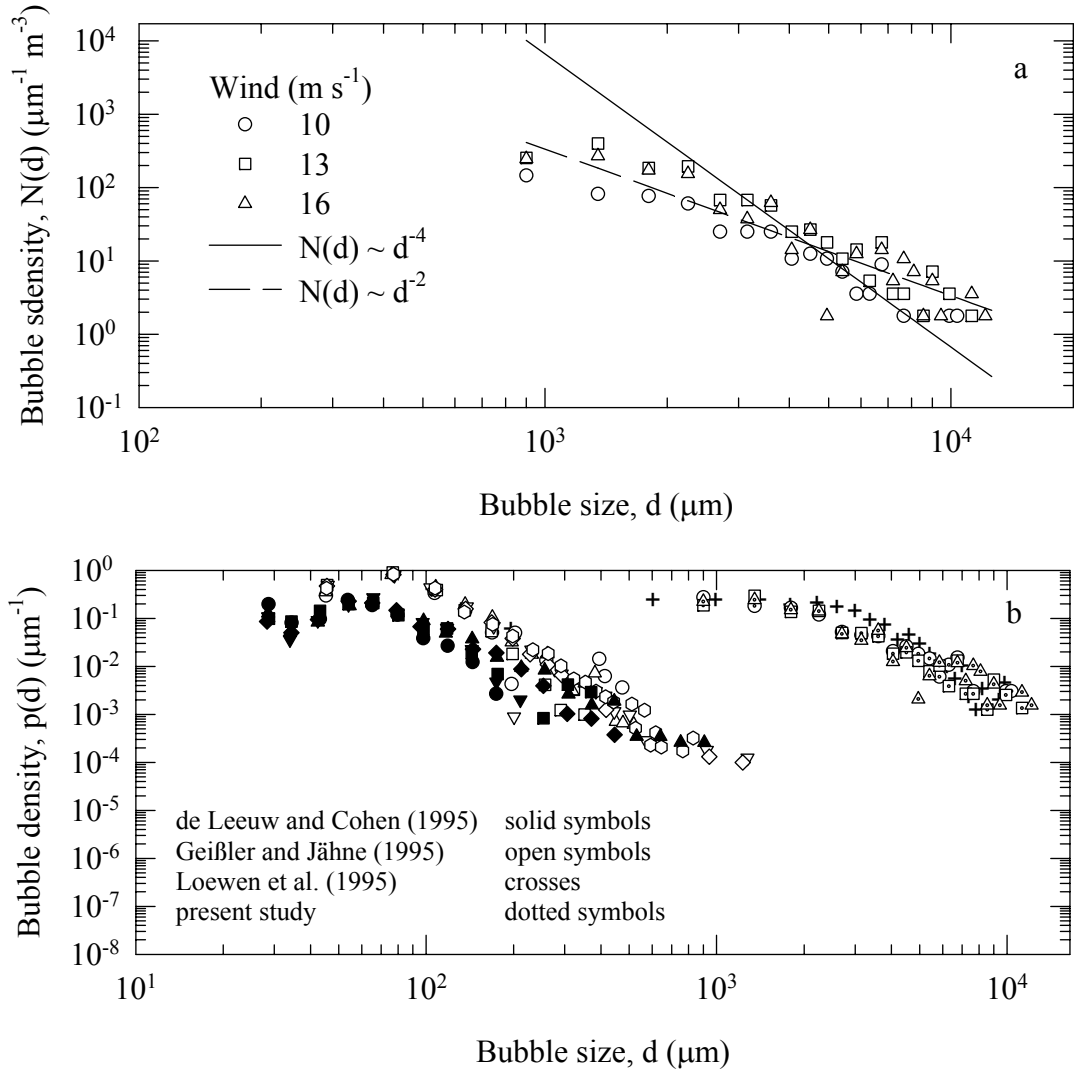 Bubble sdensity, N(d) (μm⁻¹ m⁻³)
10⁴
10³
10²
10¹
10⁰
10⁻¹
a
Wind (m s⁻¹)
10
13
16
N(d) ~ d⁻⁴
N(d) ~ d⁻²
10² 10³ 10⁴
Bubble size, d (μm)
Bubble density, p(d) (μm⁻¹)
10⁰
10⁻¹
10⁻²
10⁻³
10⁻⁴
10⁻⁵
10⁻⁶
10⁻⁷
10⁻⁸
b
de Leeuw and Cohen (1995) solid symbols
Geißler and Jähne (1995) open symbols
Loewen et al. (1995) crosses
present study dotted symbols
10¹ 10² 10³ 10⁴
Bubble size, d (μm)